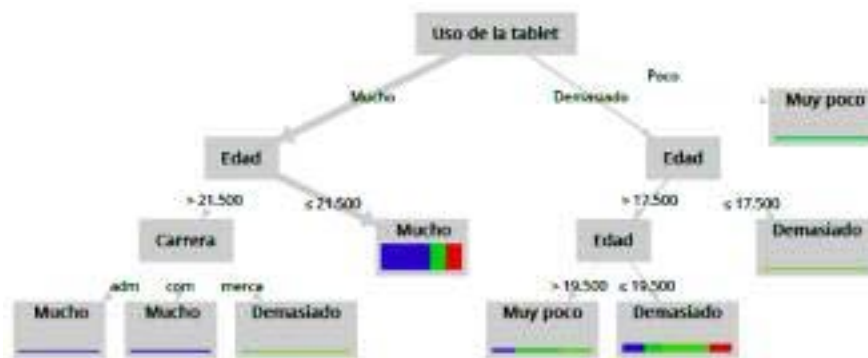 Uso de la tablet
Mucho
Demasiado
Poco
Muy poco
Edad
Edad
> 21.500
≤ 21.500
> 17.500
≤ 17.500
Carrera
Mucho
Edad
Demasiado
adm
com
merca
> 19.500
≤ 19.500
Mucho
Mucho
Demasiado
Muy poco
Demasiado